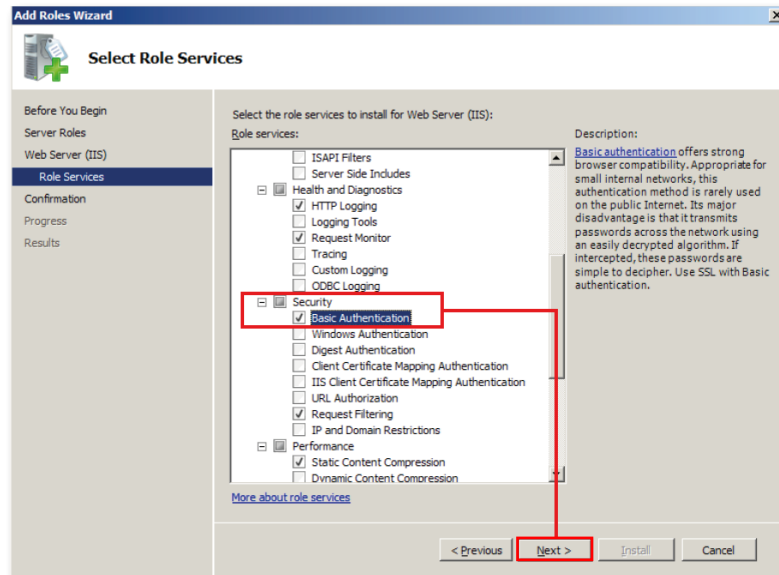 Add Roles Wizard
Select Role Services
Before You Begin
Server Roles
Web Server (IIS)
Role Services
Confirmation
Progress
Results
Select the role services to install for Web Server (IIS):
Role services:
ISAPI Filters
Server Side Includes
Health and Diagnostics
HTTP Logging
Logging Tools
Request Monitor
Tracing
Custom Logging
ODBC Logging
Security
Basic Authentication
Windows Authentication
Digest Authentication
Client Certificate Mapping Authentication
IIS Client Certificate Mapping Authentication
URL Authorization
Request Filtering
IP and Domain Restrictions
Performance
Static Content Compression
Dynamic Content Compression
More about role services
Description:
Basic authentication offers strong
browser compatibility. Appropriate for
small internal networks, this
authentication method is rarely used
on the public Internet. Its major
disadvantage is that it transmits
passwords across the network using
an easily decrypted algorithm. If
intercepted, these passwords are
simple to decipher. Use SSL with Basic
authentication.
< Previous
Next >
Install
Cancel